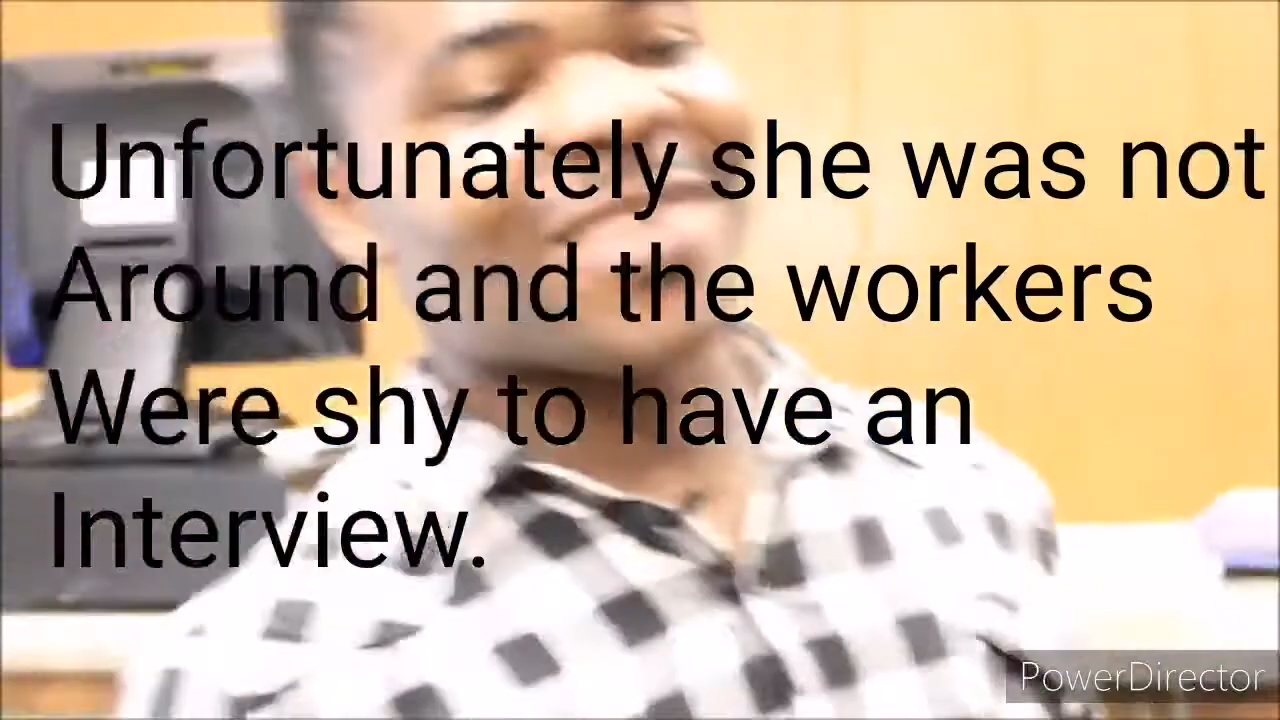 Unfortunately she was not
Around and the workers
Were shy to have an
Interview.
PowerDirector